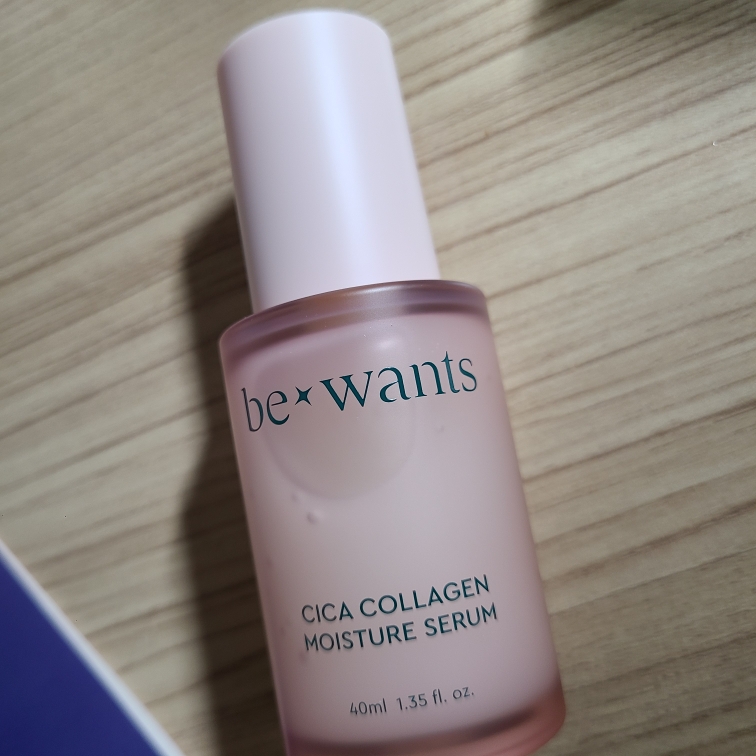 be✦wants
CICA COLLAGEN
MOISTURE SERUM
40ml 1.35 fl. oz.